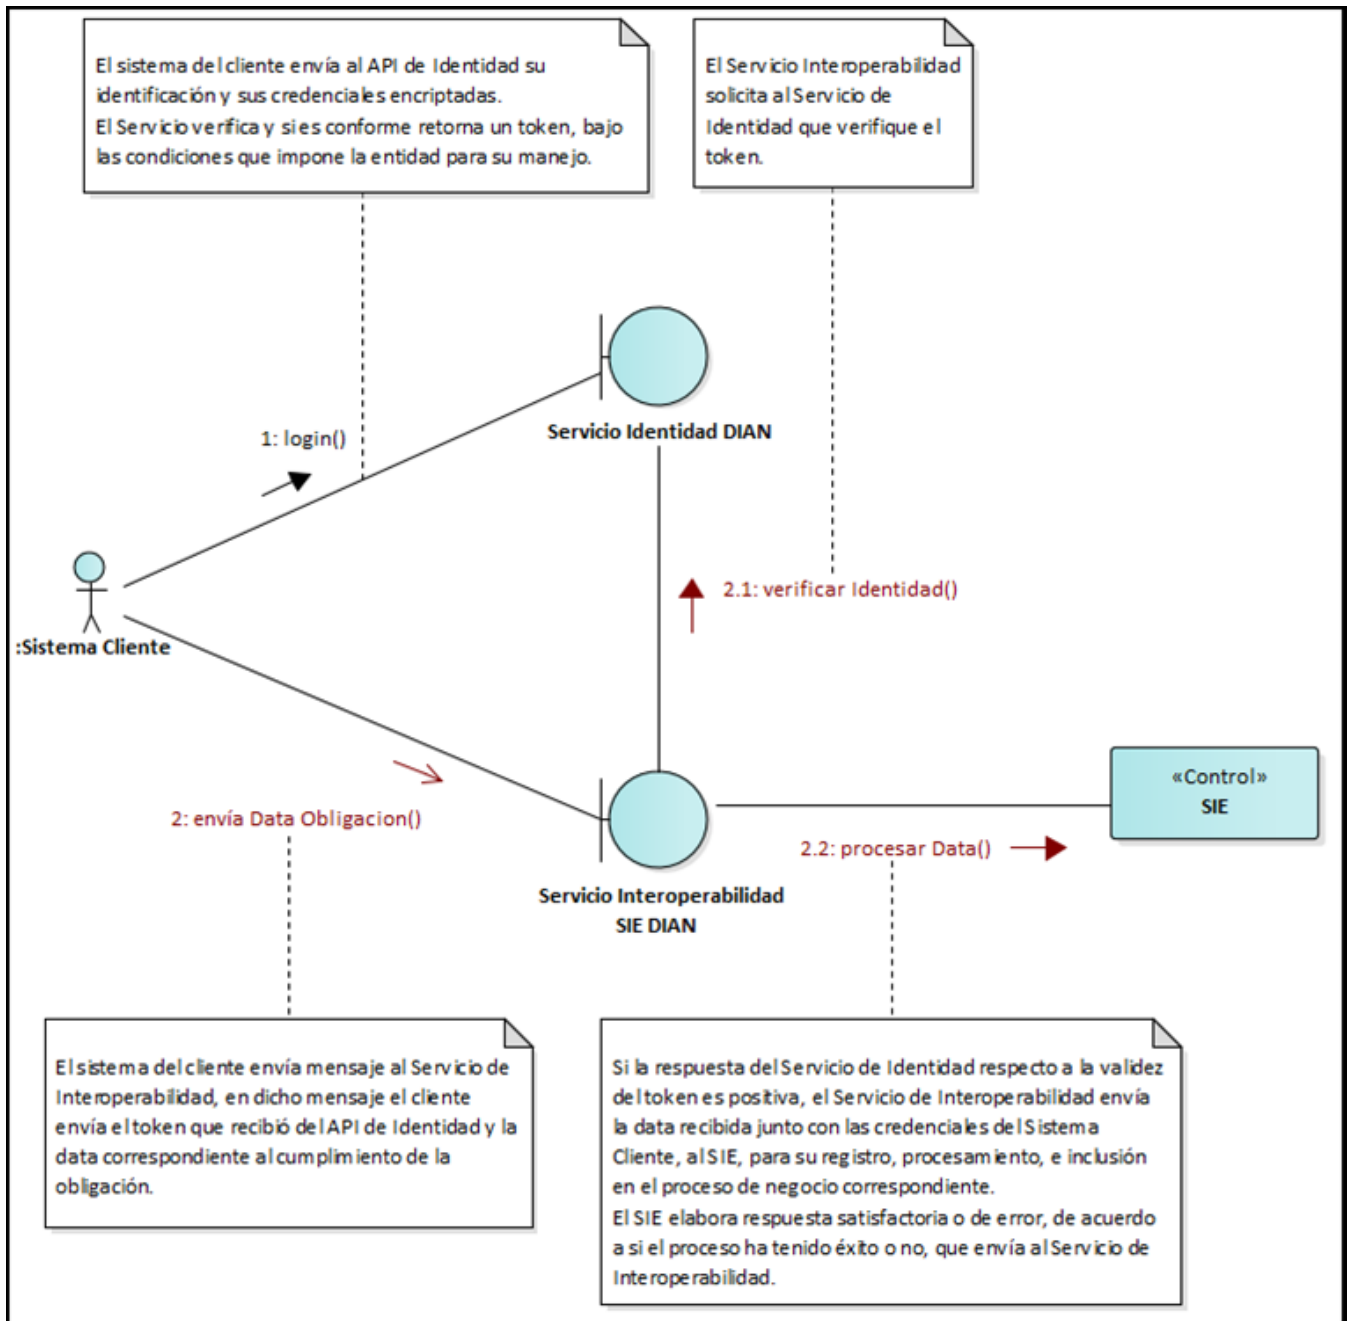 El sistema del cliente envía al API de Identidad su
identificación y sus credenciales encriptadas.
El Servicio verifica y si es conforme retorna un token, bajo
las condiciones que impone la entidad para su manejo.
El Servicio Interoperabilidad
solicita al Servicio de
Identidad que verifique el
token.
Servicio Identidad DIAN
1: login()
2.1: verificar Identidad()
:Sistema Cliente
«Control»
SIE
2: envía Data Obligacion()
2.2: procesar Data()
Servicio Interoperabilidad
SIE DIAN
El sistema del cliente envía mensaje al Servicio de
Interoperabilidad, en dicho mensaje el cliente
envía el token que recibió del API de Identidad y la
data correspondiente al cumplimiento de la
obligación.
Si la respuesta del Servicio de Identidad respecto a la validez
del token es positiva, el Servicio de Interoperabilidad envía
la data recibida junto con las credenciales del Sistema
Cliente, al SIE, para su registro, procesamiento, e inclusión
en el proceso de negocio correspondiente.
El SIE elabora respuesta satisfactoria o de error, de acuerdo
a si el proceso ha tenido éxito o no, que envía al Servicio de
Interoperabilidad.